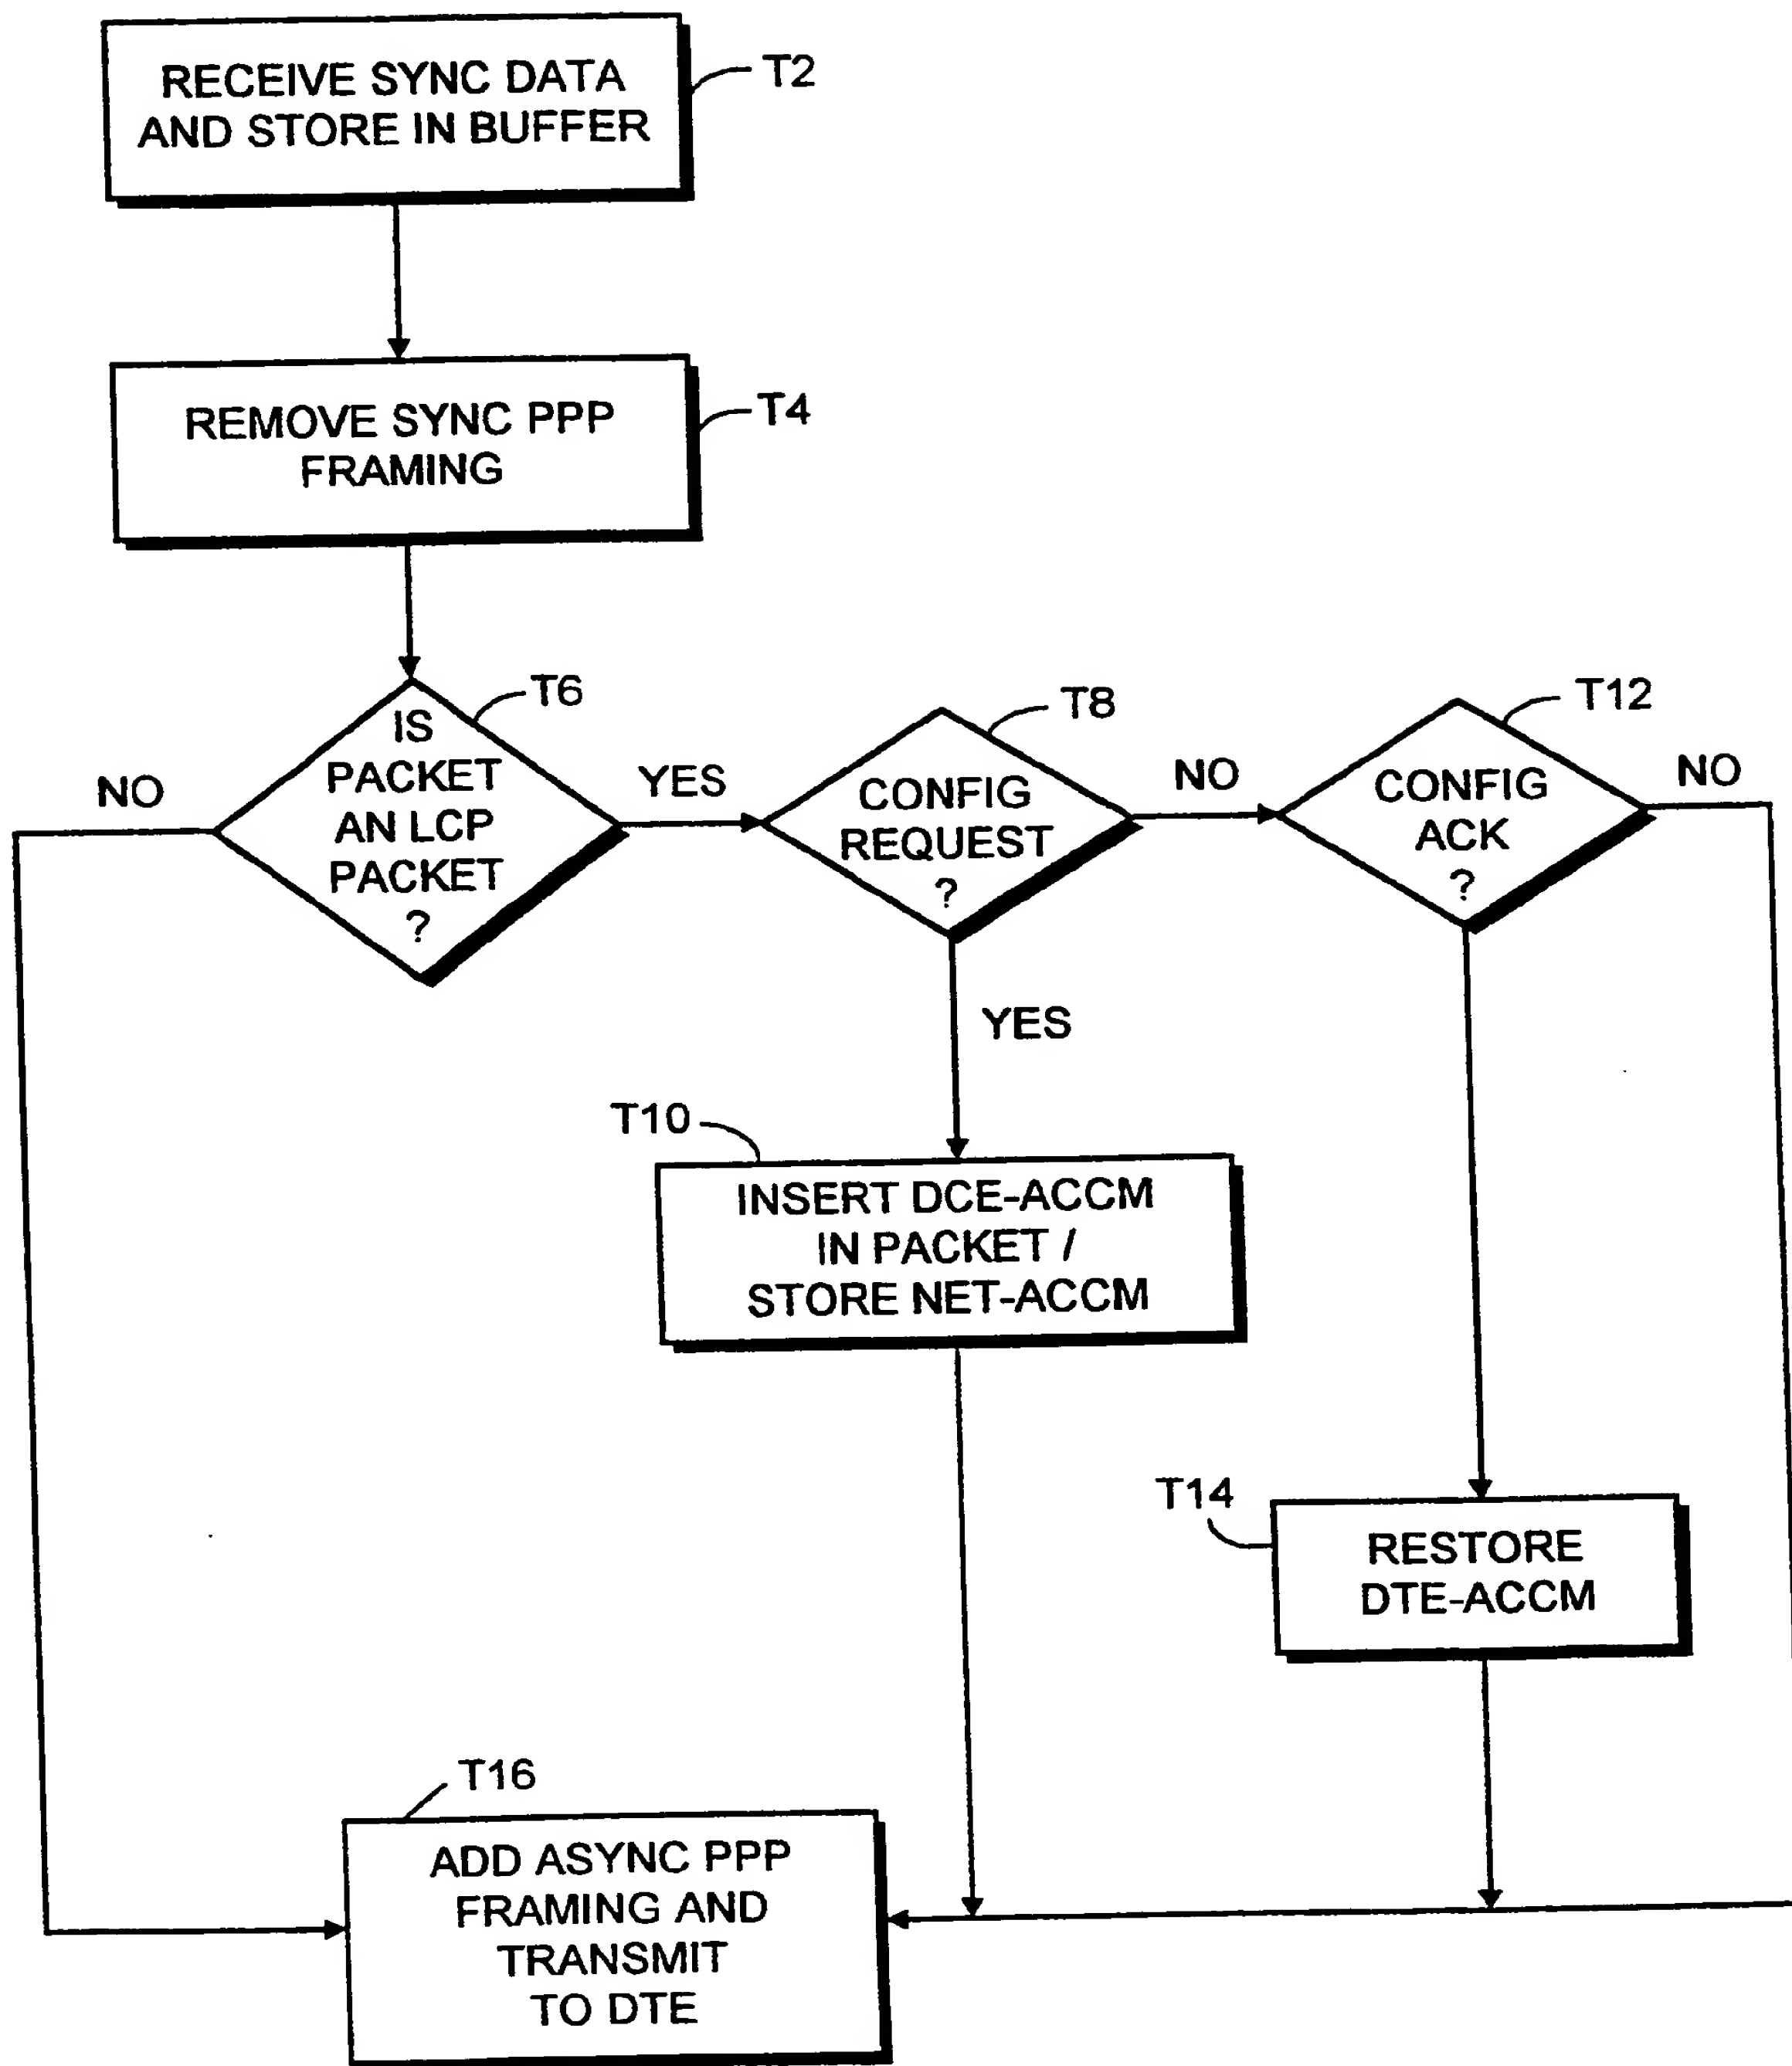 RECEIVE SYNC DATA
AND STORE IN BUFFER
T2
REMOVE SYNC PPP
FRAMING
T4
IS
PACKET
AN LCP
PACKET
?
T6
NO
YES
CONFIG
REQUEST
?
T8
NO
YES
CONFIG
ACK
?
T12
NO
T10
INSERT DCE-ACCM
IN PACKET /
STORE NET-ACCM
T14
RESTORE
DTE-ACCM
T16
ADD ASYNC PPP
FRAMING AND
TRANSMIT
TO DTE